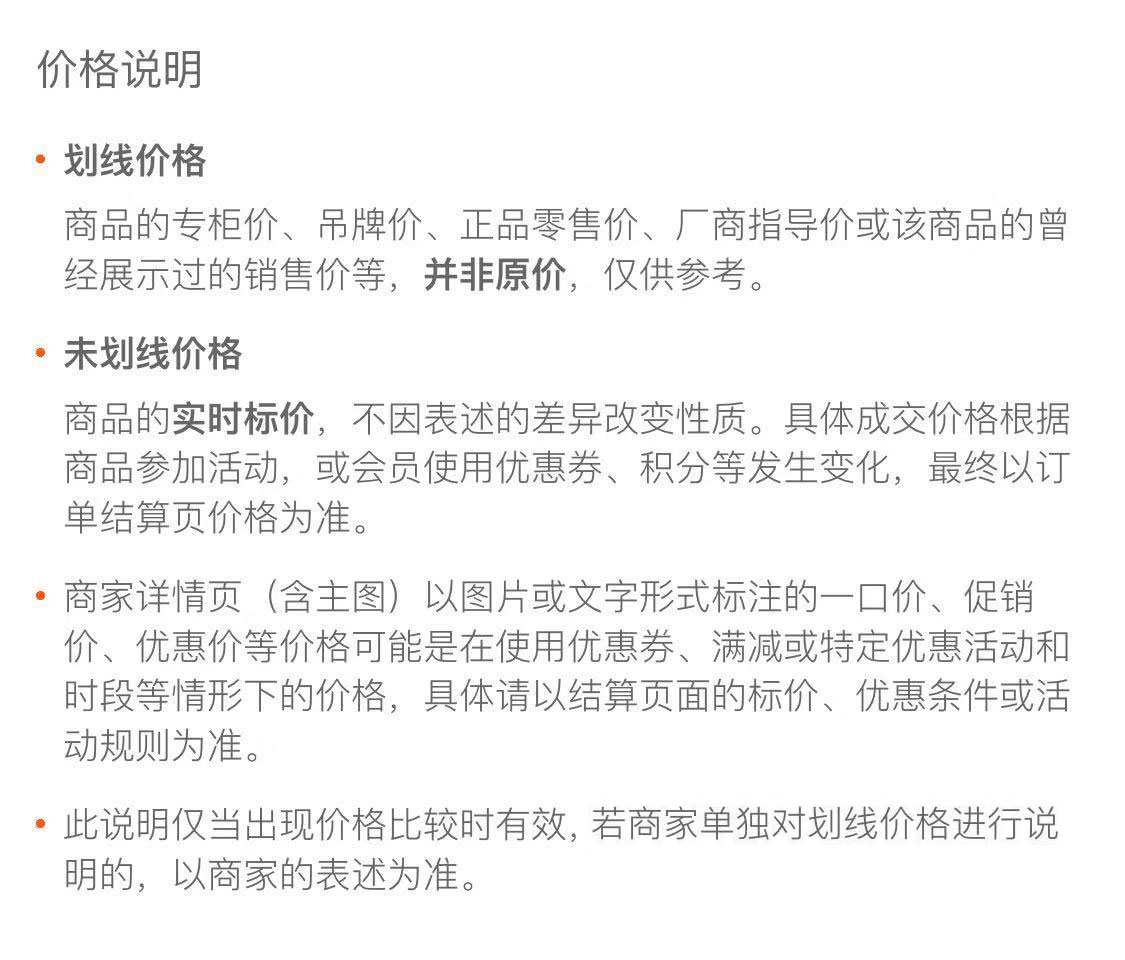 价格说明
• 划线价格
商品的专柜价、吊牌价、正品零售价、厂商指导价或该商品的曾
经展示过的销售价等，并非原价，仅供参考。
• 未划线价格
商品的实时标价，不因表述的差异改变性质。具体成交价格根据
商品参加活动，或会员使用优惠券、积分等发生变化，最终以订
单结算页价格为准。
• 商家详情页（含主图）以图片或文字形式标注的一口价、促销
价、优惠价等价格可能是在使用优惠券、满减或特定优惠活动和
时段等情形下的价格，具体请以结算页面的标价、优惠条件或活
动规则为准。
• 此说明仅当出现价格比较时有效, 若商家单独对划线价格进行说
明的，以商家的表述为准。